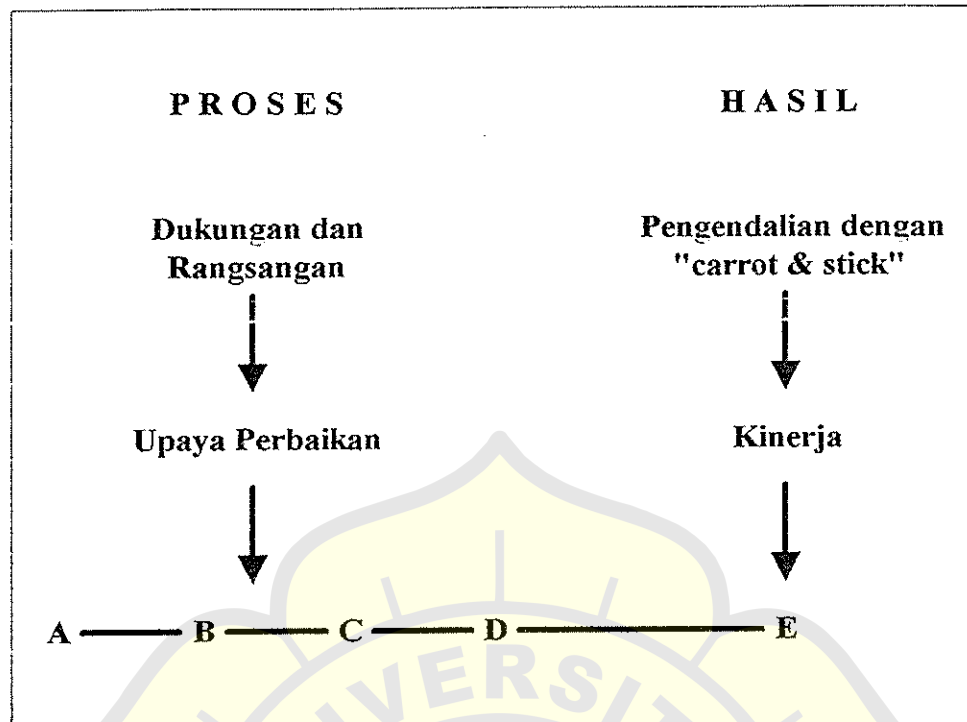 PROSES
HASIL
Dukungan dan
Rangsangan
Pengendalian dengan
"carrot & stick"
Upaya Perbaikan
Kinerja
A B C D E